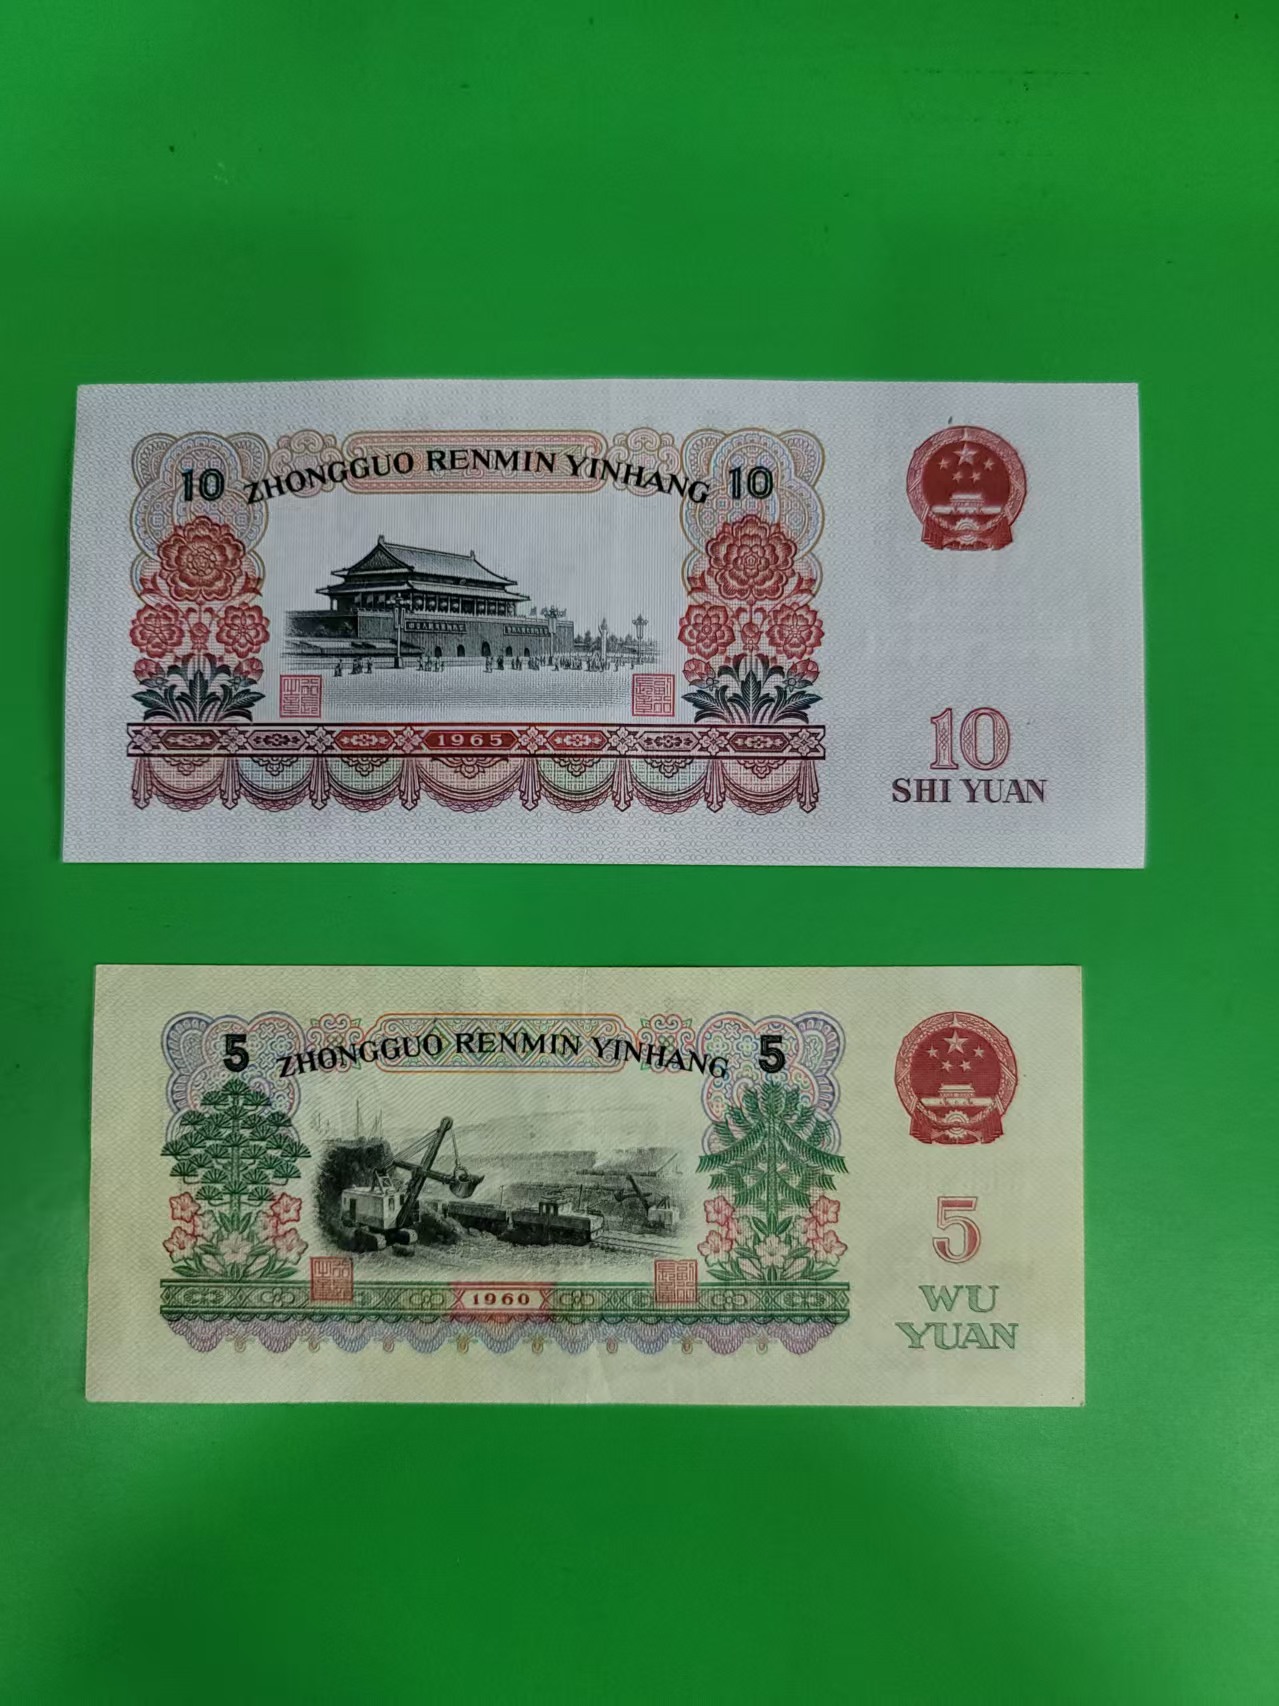 10 ZHONGGUO RENMIN YINHANG 10
1965
10
SHI YUAN
5 ZHONGGUO RENMIN YINHANG 5
1960
5
WU
YUAN